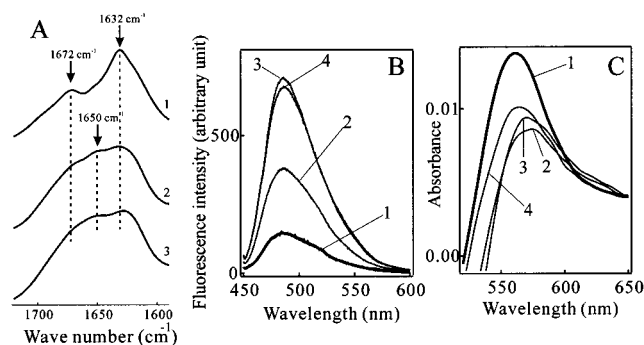 A
1672 cm-1
1632 cm-1
1650 cm-1
1
2
3
1700
1650
1600
Wave number (cm-1)
B
Fluorescence intensity (arbitrary unit)
500
0
3
4
2
1
450
500
550
600
Wavelength (nm)
C
Absorbance
0.01
0.00
1
3
2
4
550
600
650
Wavelength (nm)